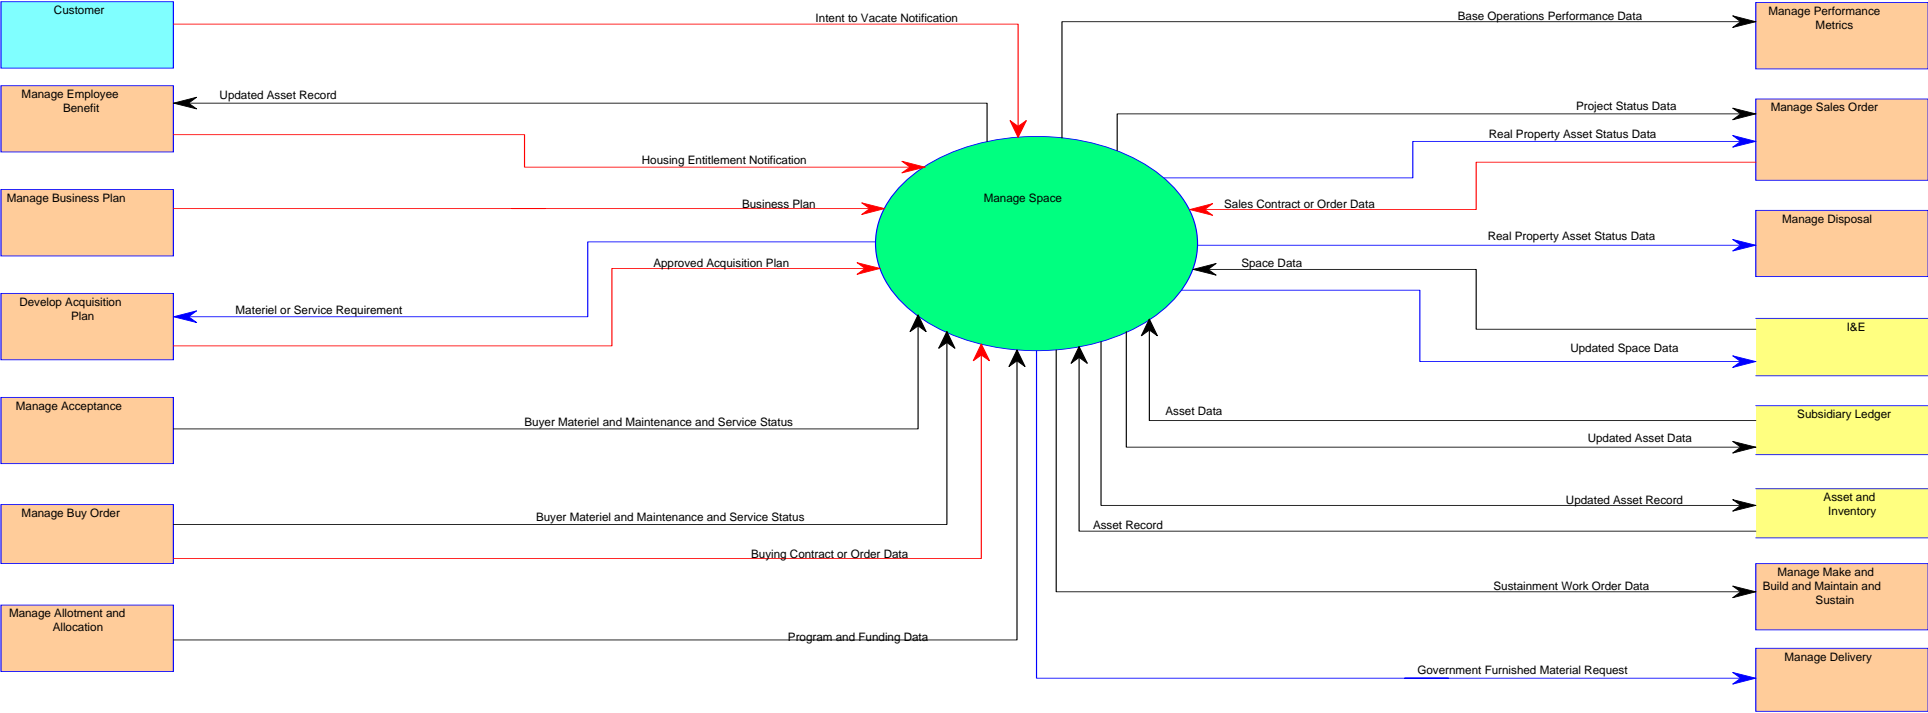 Customer
Intent to Vacate Notification
Base Operations Performance Data
Manage Performance
Metrics
Manage Employee
Benefit
Updated Asset Record
Project Status Data
Manage Sales Order
Real Property Asset Status Data
Housing Entitlement Notification
Manage Business Plan
Business Plan
Manage Space
Sales Contract or Order Data
Manage Disposal
Real Property Asset Status Data
Approved Acquisition Plan
Space Data
Develop Acquisition
Plan
Materiel or Service Requirement
I&E
Updated Space Data
Manage Acceptance
Buyer Materiel and Maintenance and Service Status
Asset Data
Subsidiary Ledger
Updated Asset Data
Manage Buy Order
Buyer Materiel and Maintenance and Service Status
Updated Asset Record
Asset and
Inventory
Asset Record
Buying Contract or Order Data
Manage Make and
Build and Maintain and
Sustain
Sustainment Work Order Data
Manage Allotment and
Allocation
Program and Funding Data
Government Furnished Material Request
Manage Delivery